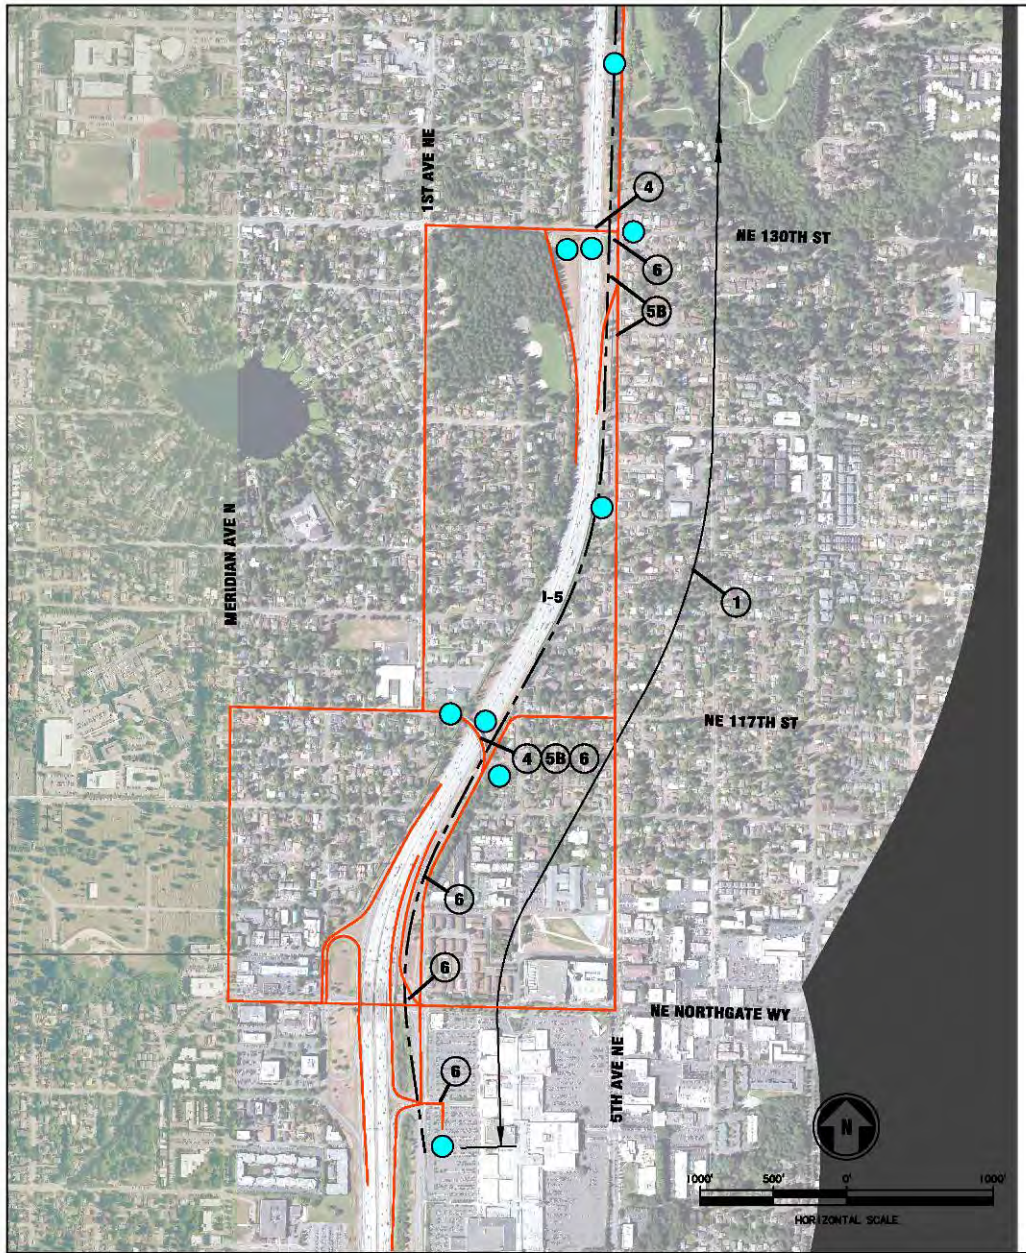 1ST AVE NE
4
NE 130TH ST
6
5B
MERIDIAN AVE N
I-5
1
NE 117TH ST
4 5B 6
6
6
NE NORTHGATE WY
5TH AVE NE
6
N
1000' 500' 0' 1000'
HORIZONTAL SCALE